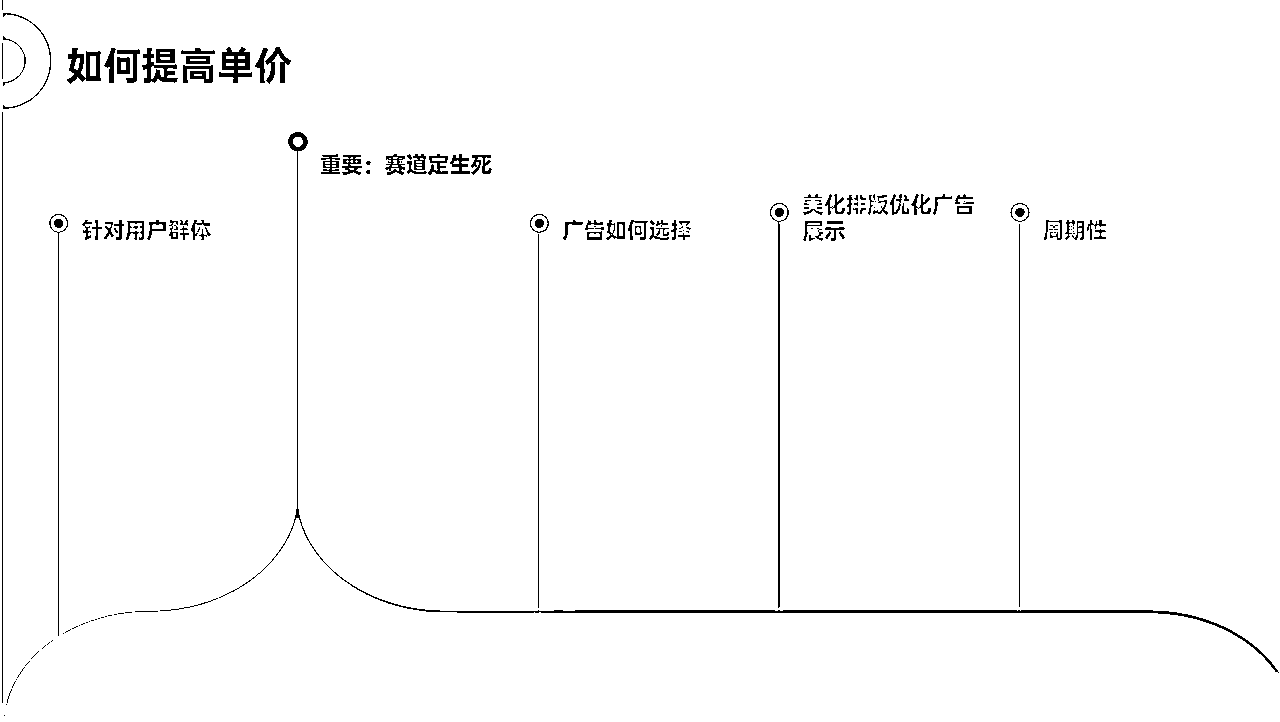 如何提高单价
重要：赛道定生死
针对用户群体
广告如何选择
美化排版优化广告
展示
周期性